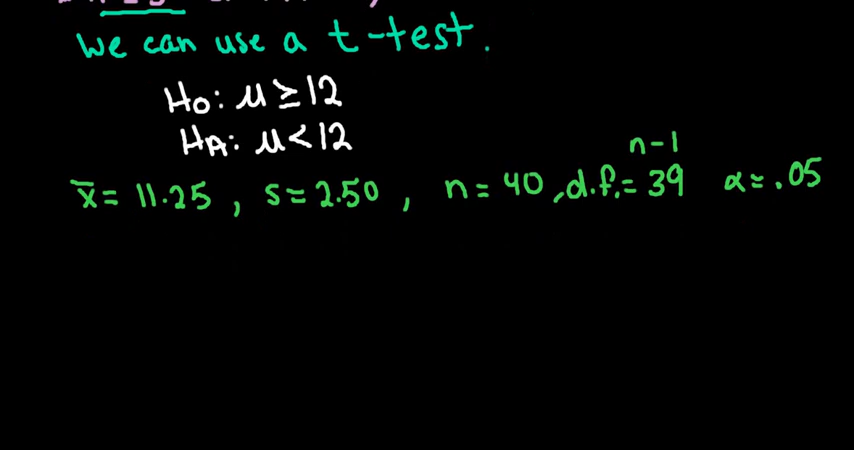 We can use a t-test.
H₀: μ ≥ 12
Hₐ: μ < 12
n-1
x̄ = 11.25, s = 2.50, n = 40, d.f. = 39 α = .05